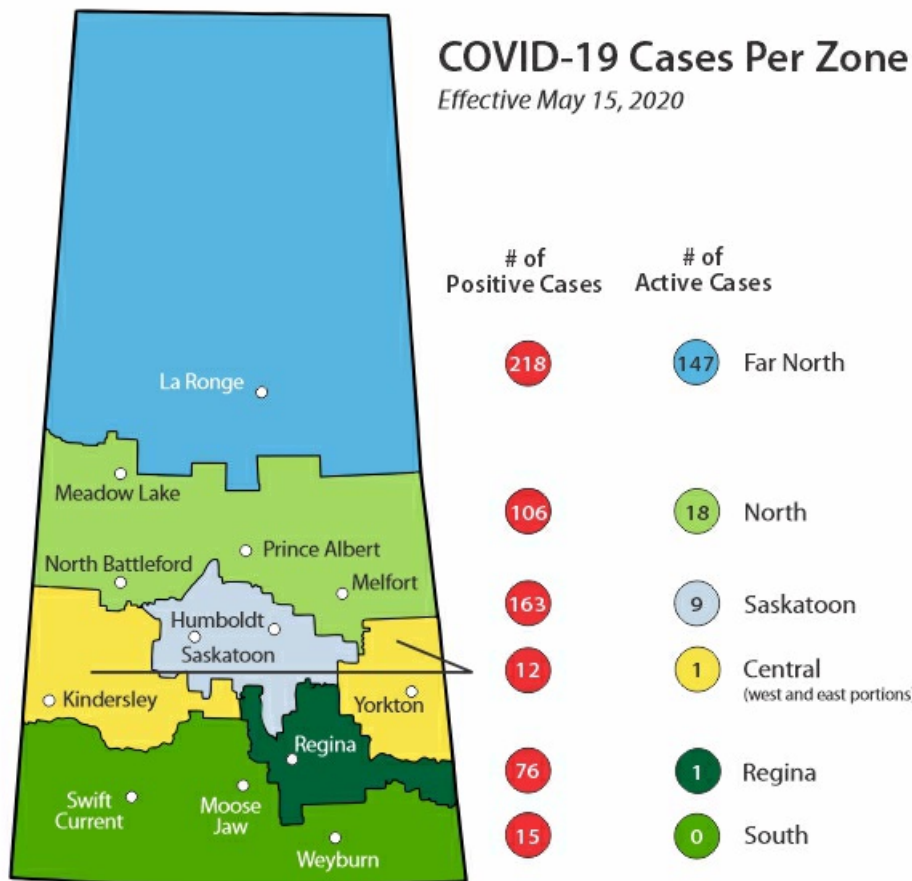 COVID-19 Cases Per Zone
Effective May 15, 2020
# of
Positive Cases
# of
Active Cases
218
147
Far North
La Ronge
Meadow Lake
106
18
North
Prince Albert
North Battleford
Melfort
163
9
Saskatoon
Humboldt
Saskatoon
12
1
Central
(west and east portions)
Kindersley
Yorkton
Regina
76
1
Regina
Swift
Current
Moose
Jaw
15
0
South
Weyburn